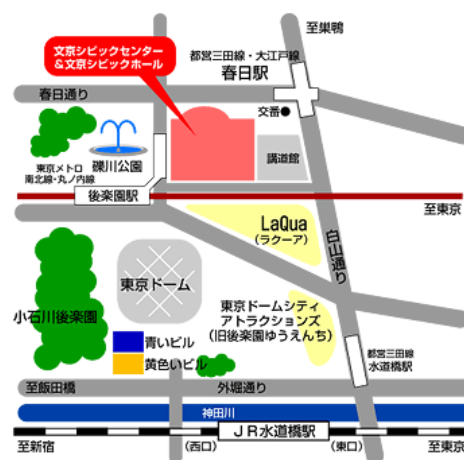 至巣鴨
文京シビックセンター
&文京シビックホール
都営三田線・大江戸線
春日駅
春日通り
交番
礫川公園
講道館
東京メトロ
南北線・丸ノ内線
後楽園駅
至東京
LaQua
(ラクーア)
白山通り
東京ドーム
小石川後楽園
東京ドームシティ
アトラクションズ
(旧後楽園ゆうえんち)
青いビル
黄色いビル
都営三田線
水道橋駅
至飯田橋
外堀通り
神田川
JR水道橋駅
至新宿
(西口)
(東口)
至東京